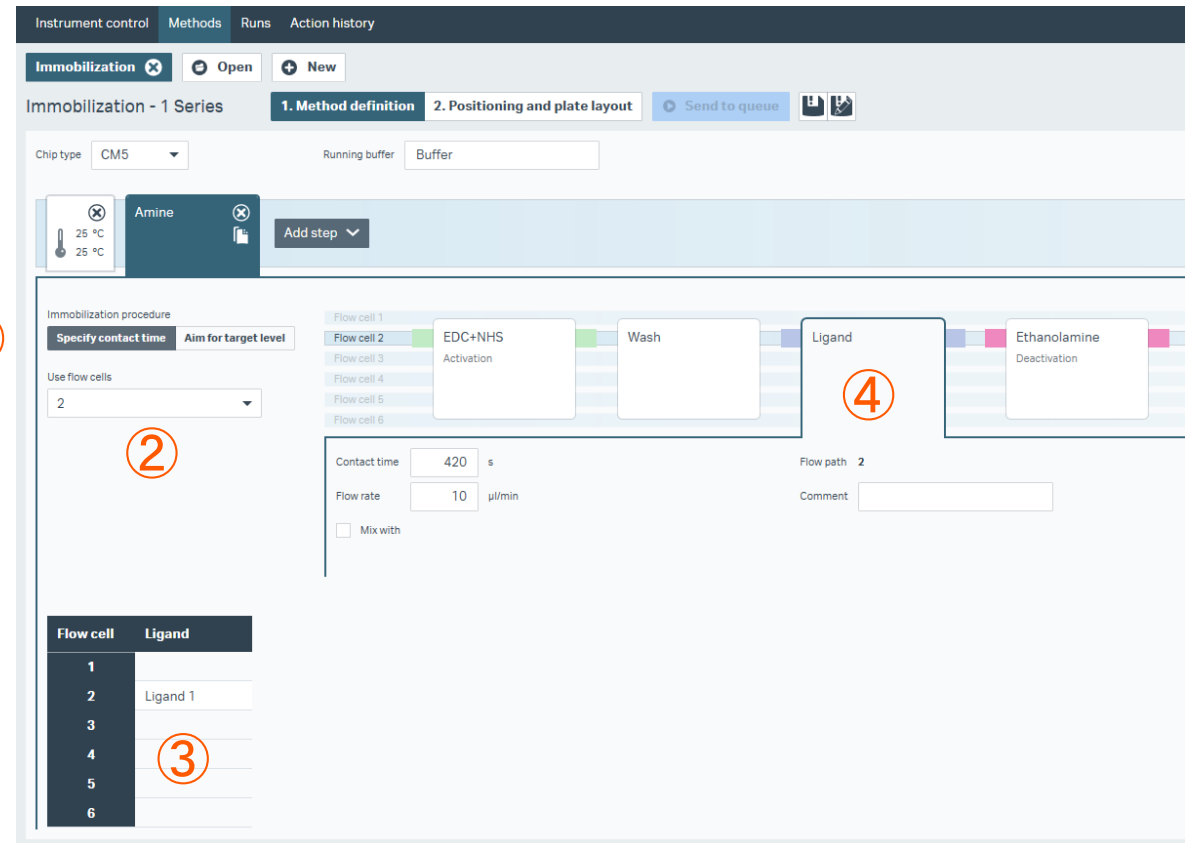 Instrument control Methods Runs Action history
Immobilization Open New
Immobilization - 1 Series 1. Method definition 2. Positioning and plate layout Send to queue
Chip type CM5 Running buffer Buffer
25 °C
25 °C
Amine
Add step
Immobilization procedure
Specify contact time Aim for target level
Use flow cells
2
②
Flow cell 1
Flow cell 2
Flow cell 3
Flow cell 4
Flow cell 5
Flow cell 6
EDC+NHS
Activation
Wash
Ligand
④
Ethanolamine
Deactivation
Contact time 420 s Flow path 2
Flow rate 10 µl/min Comment
Mix with
Flow cell Ligand
1
2 Ligand 1
3
4
5
6
③